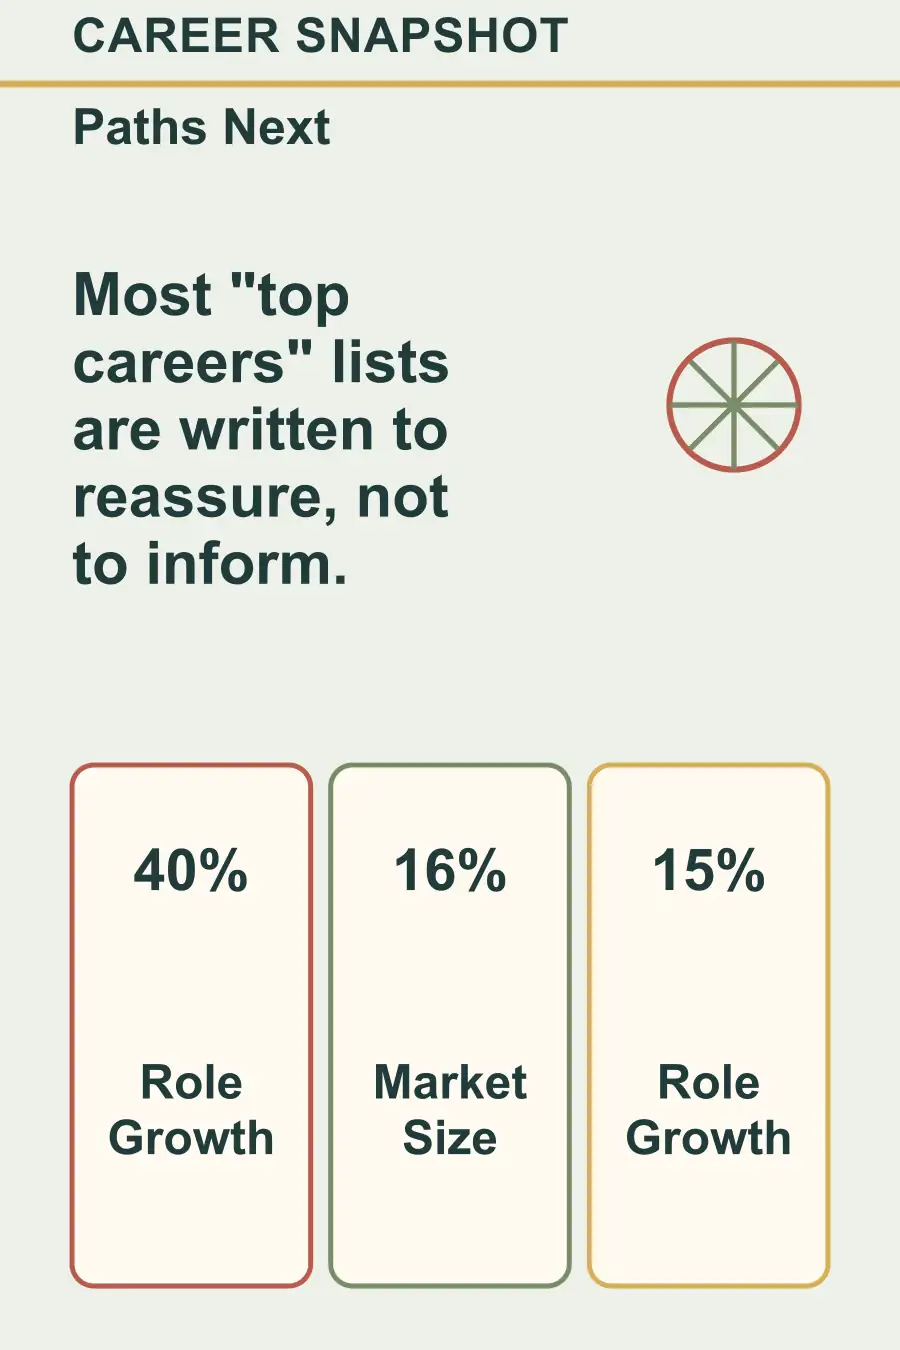 CAREER SNAPSHOT
Paths Next
Most "top
careers" lists
are written to
reassure, not
to inform.
40%
Role
Growth
16%
Market
Size
15%
Role
Growth